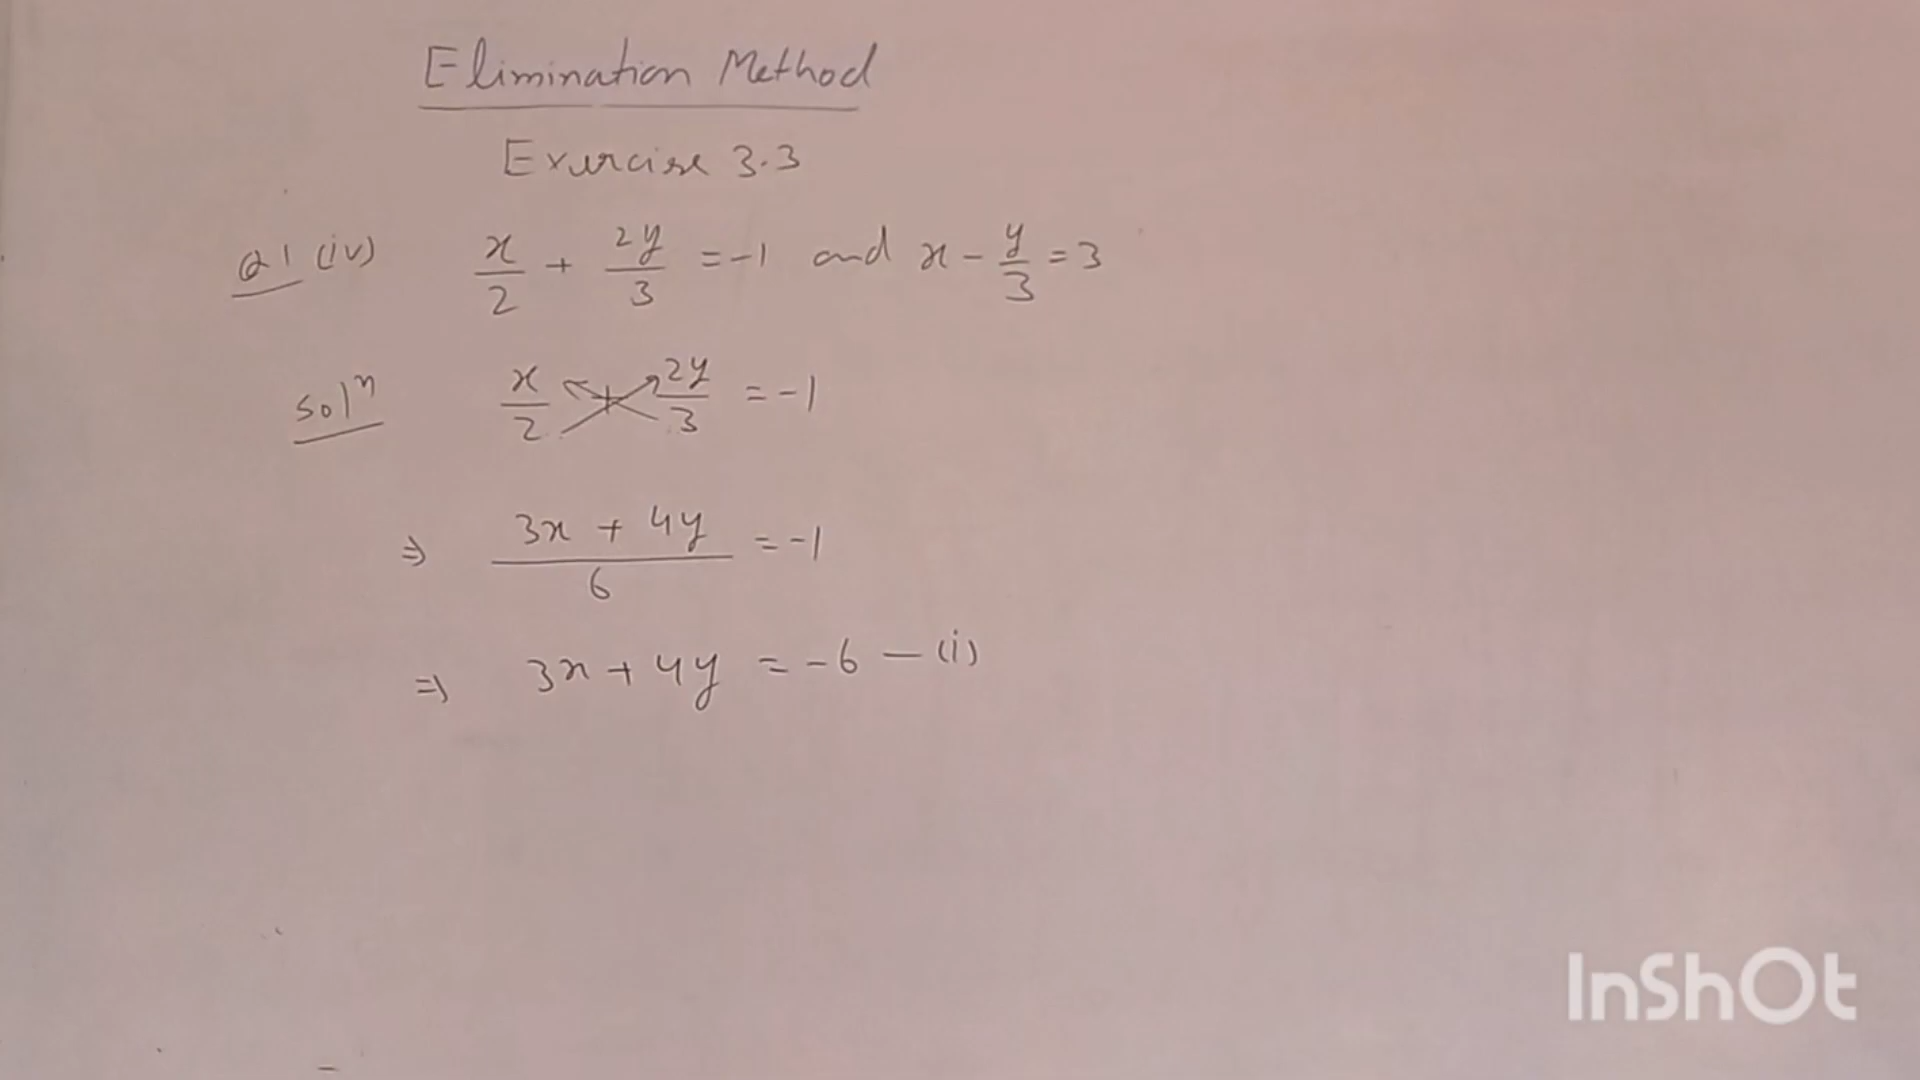 Elimination Method
Exercise 3.3
Q1 (iv) x/2 + 2y/3 = -1 and x - y/3 = 3
Solⁿ x/2 + 2y/3 = -1
⇒ 3x + 4y/6 = -1
⇒ 3x + 4y = -6 — (i)
InShOt